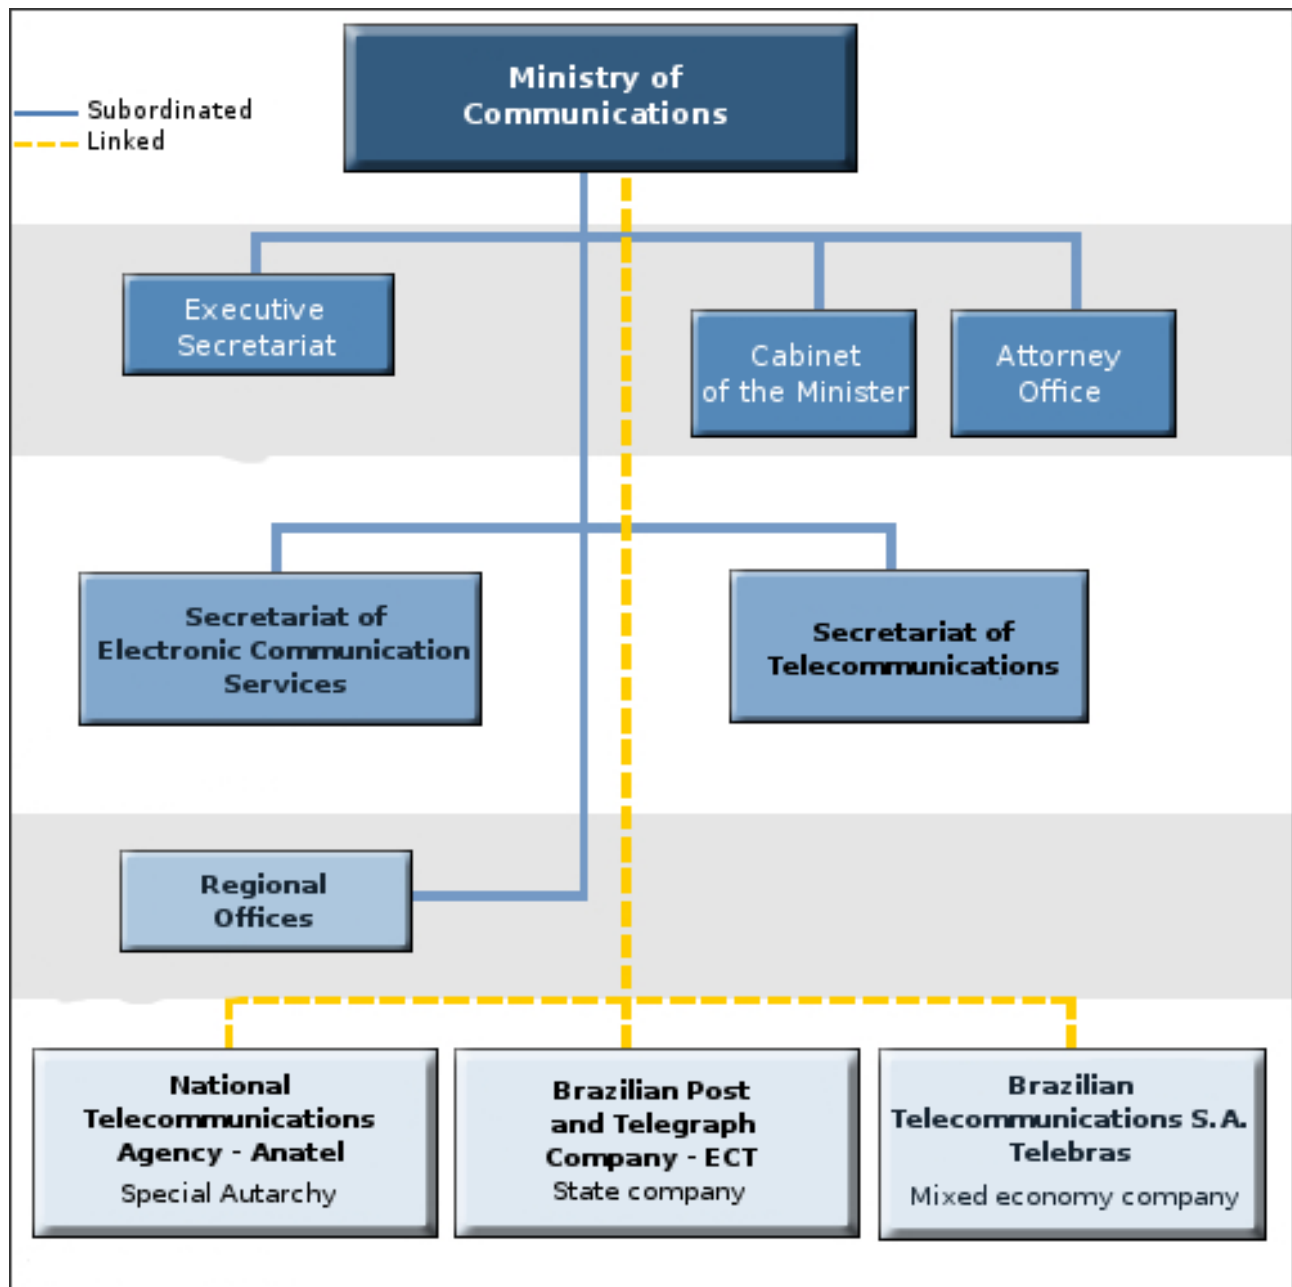 Ministry of
Communications
Subordinated
Linked
Executive
Secretariat
Cabinet
of the Minister
Attorney
Office
Secretariat of
Electronic Communication
Services
Secretariat of
Telecommunications
Regional
Offices
National
Telecommunications
Agency - Anatel
Special Autarchy
Brazilian Post
and Telegraph
Company - ECT
State company
Brazilian
Telecommunications S.A.
Telebras
Mixed economy company